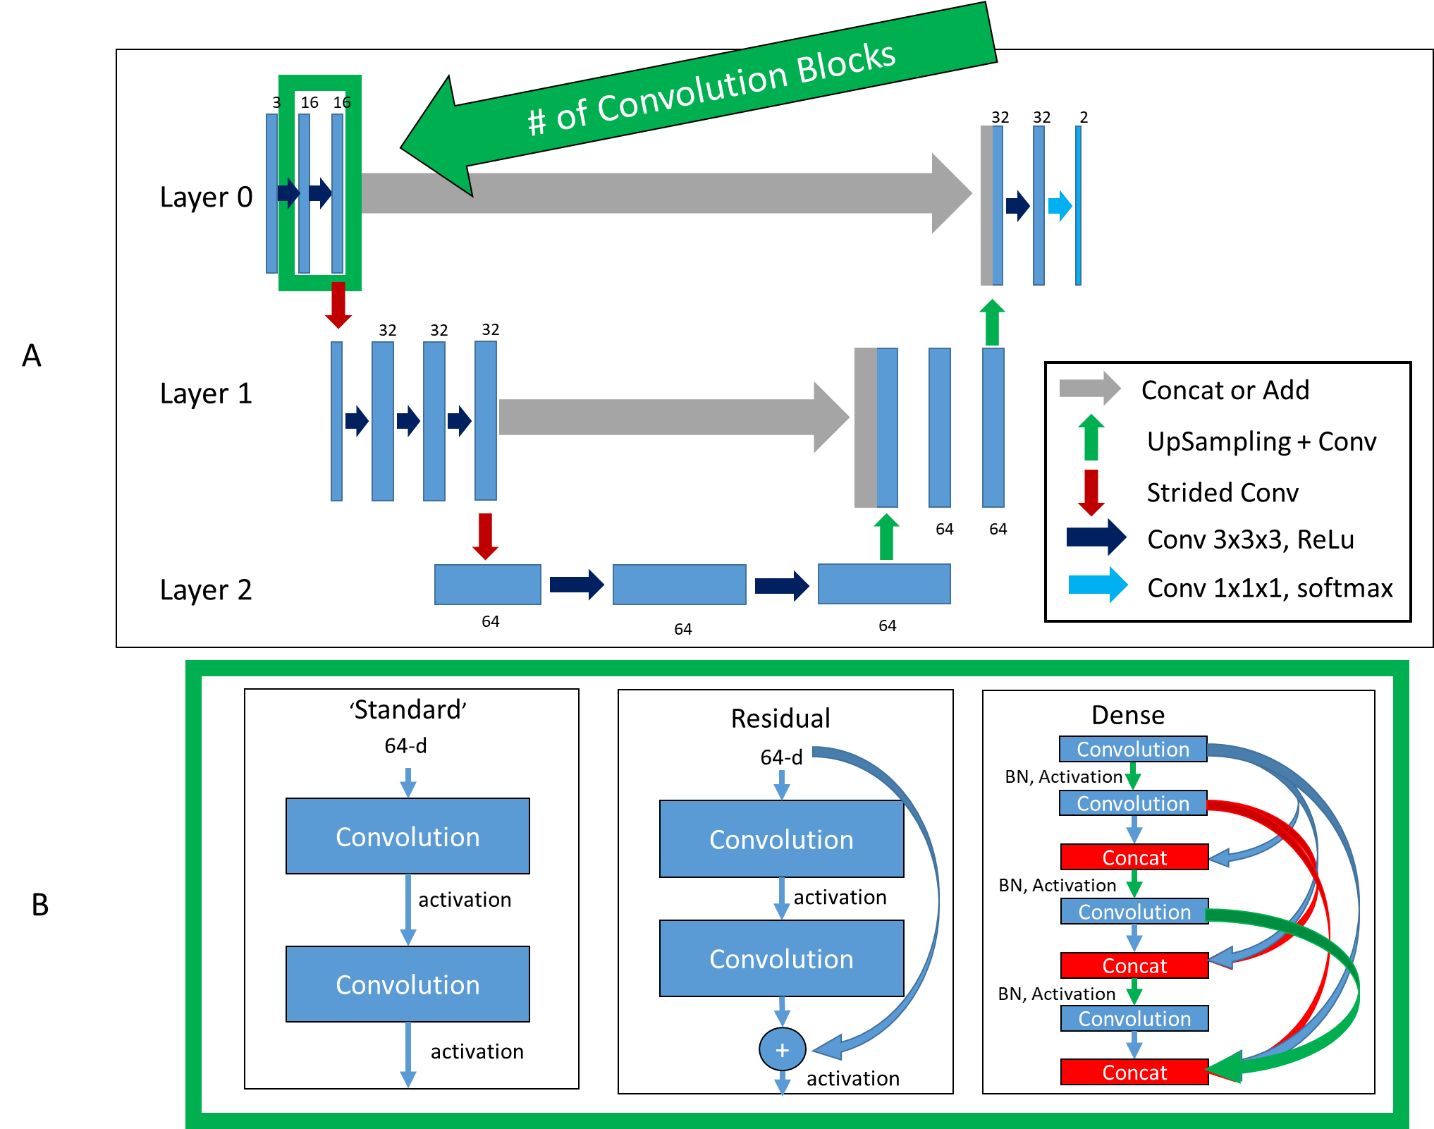 # of Convolution Blocks
3 16 16
32 32 2
Layer 0
32 32 32
A
Layer 1
64 64
Layer 2
64 64 64
Concat or Add
UpSampling + Conv
Strided Conv
Conv 3x3x3, ReLu
Conv 1x1x1, softmax
B
‘Standard’
64-d
Convolution
activation
Convolution
activation
Residual
64-d
Convolution
activation
Convolution
+
activation
Dense
Convolution
BN, Activation
Convolution
Concat
BN, Activation
Convolution
Concat
BN, Activation
Convolution
Concat